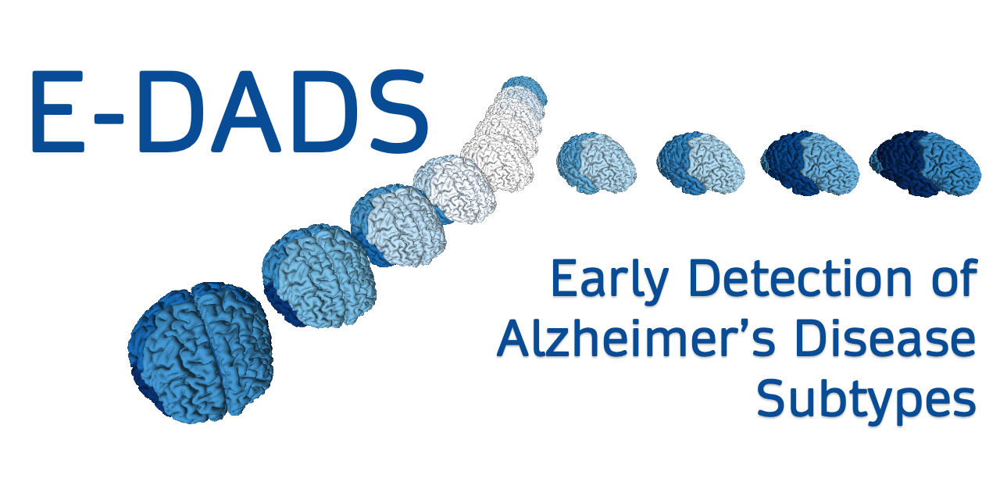 E-DADS
Early Detection of
Alzheimer’s Disease
Subtypes